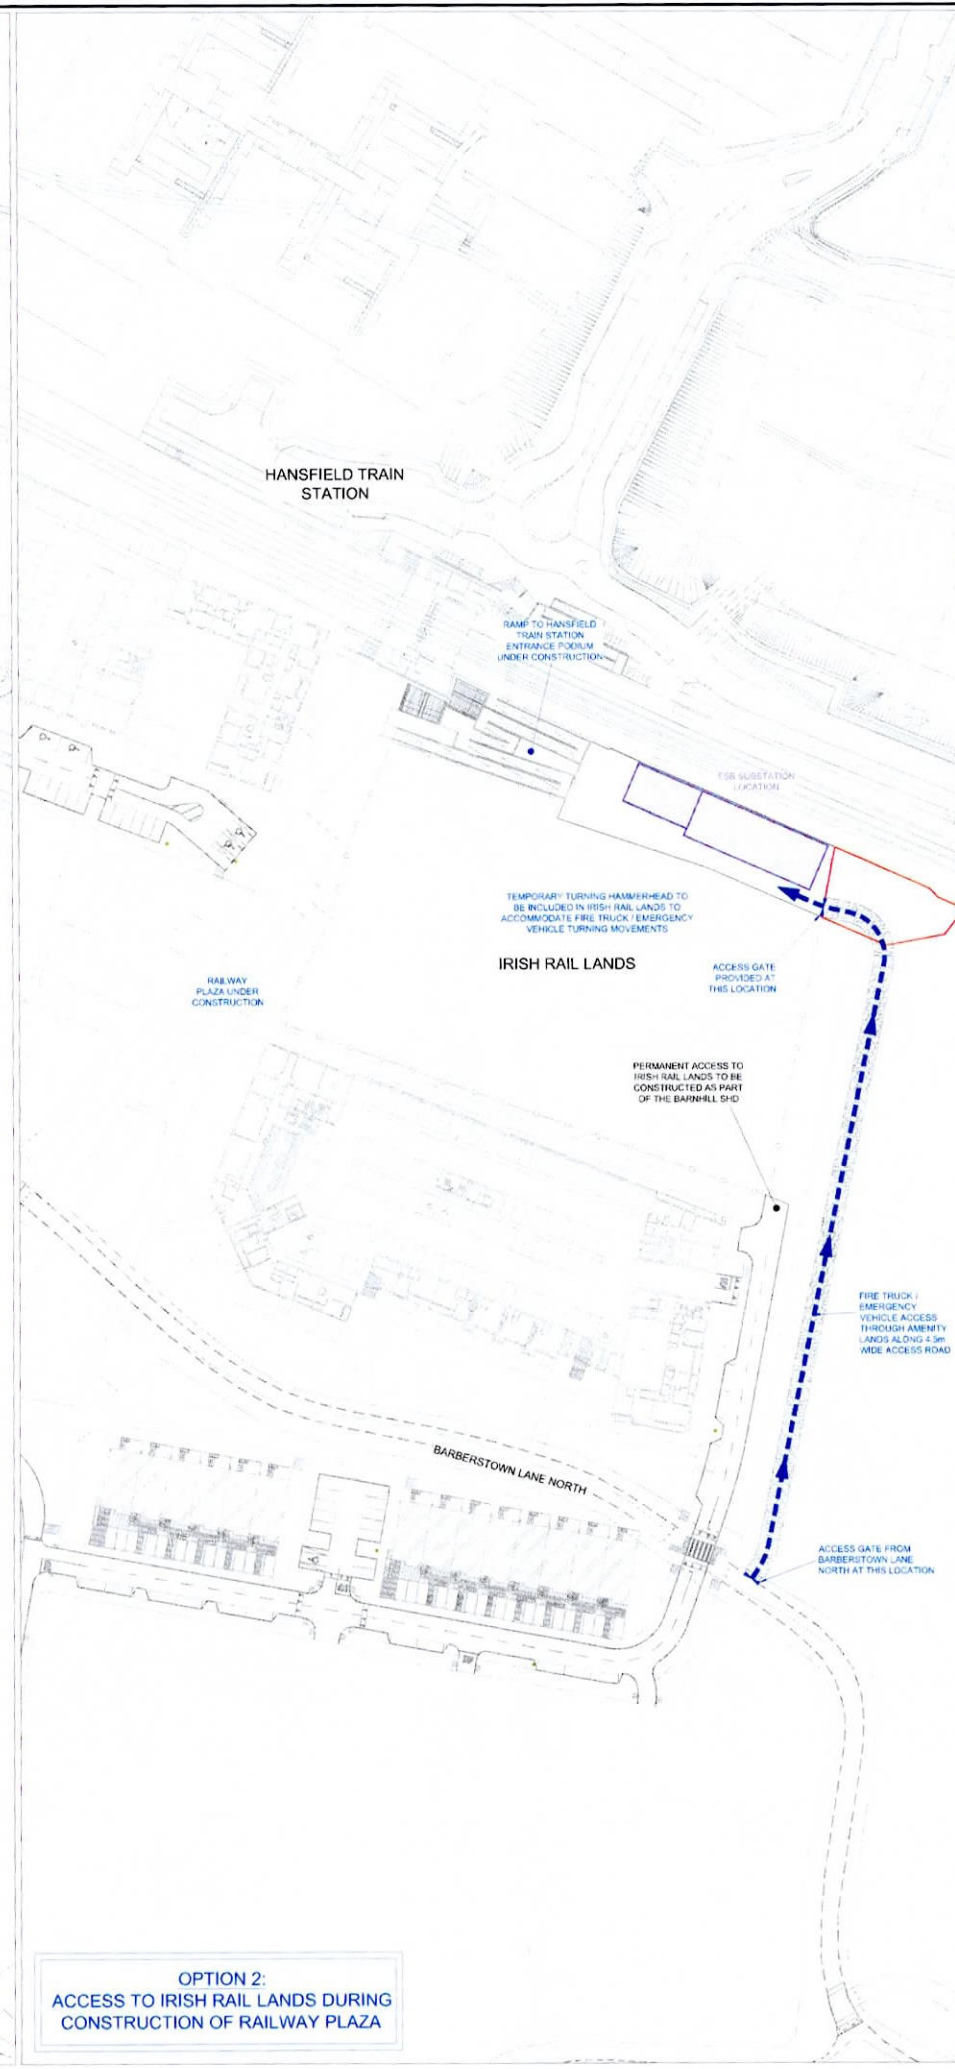 HANSFIELD TRAIN
STATION
RAMP TO HANSFIELD
TRAIN STATION
ENTRANCE PODIUM
UNDER CONSTRUCTION
ESB SUBSTATION
LOCATION
TEMPORARY TURNING HAMMERHEAD TO
BE INCLUDED IN IRISH RAIL LANDS TO
ACCOMMODATE FIRE TRUCK / EMERGENCY
VEHICLE TURNING MOVEMENTS
IRISH RAIL LANDS
ACCESS GATE
PROVIDED AT
THIS LOCATION
RAILWAY
PLAZA UNDER
CONSTRUCTION
PERMANENT ACCESS TO
IRISH RAIL LANDS TO BE
CONSTRUCTED AS PART
OF THE BARNHILL SHD
FIRE TRUCK /
EMERGENCY
VEHICLE ACCESS
THROUGH AMENITY
LANDS ALONG 4.5m
WIDE ACCESS ROAD
BARBERSTOWN LANE NORTH
ACCESS GATE FROM
BARBERSTOWN LANE
NORTH AT THIS LOCATION
OPTION 2:
ACCESS TO IRISH RAIL LANDS DURING
CONSTRUCTION OF RAILWAY PLAZA